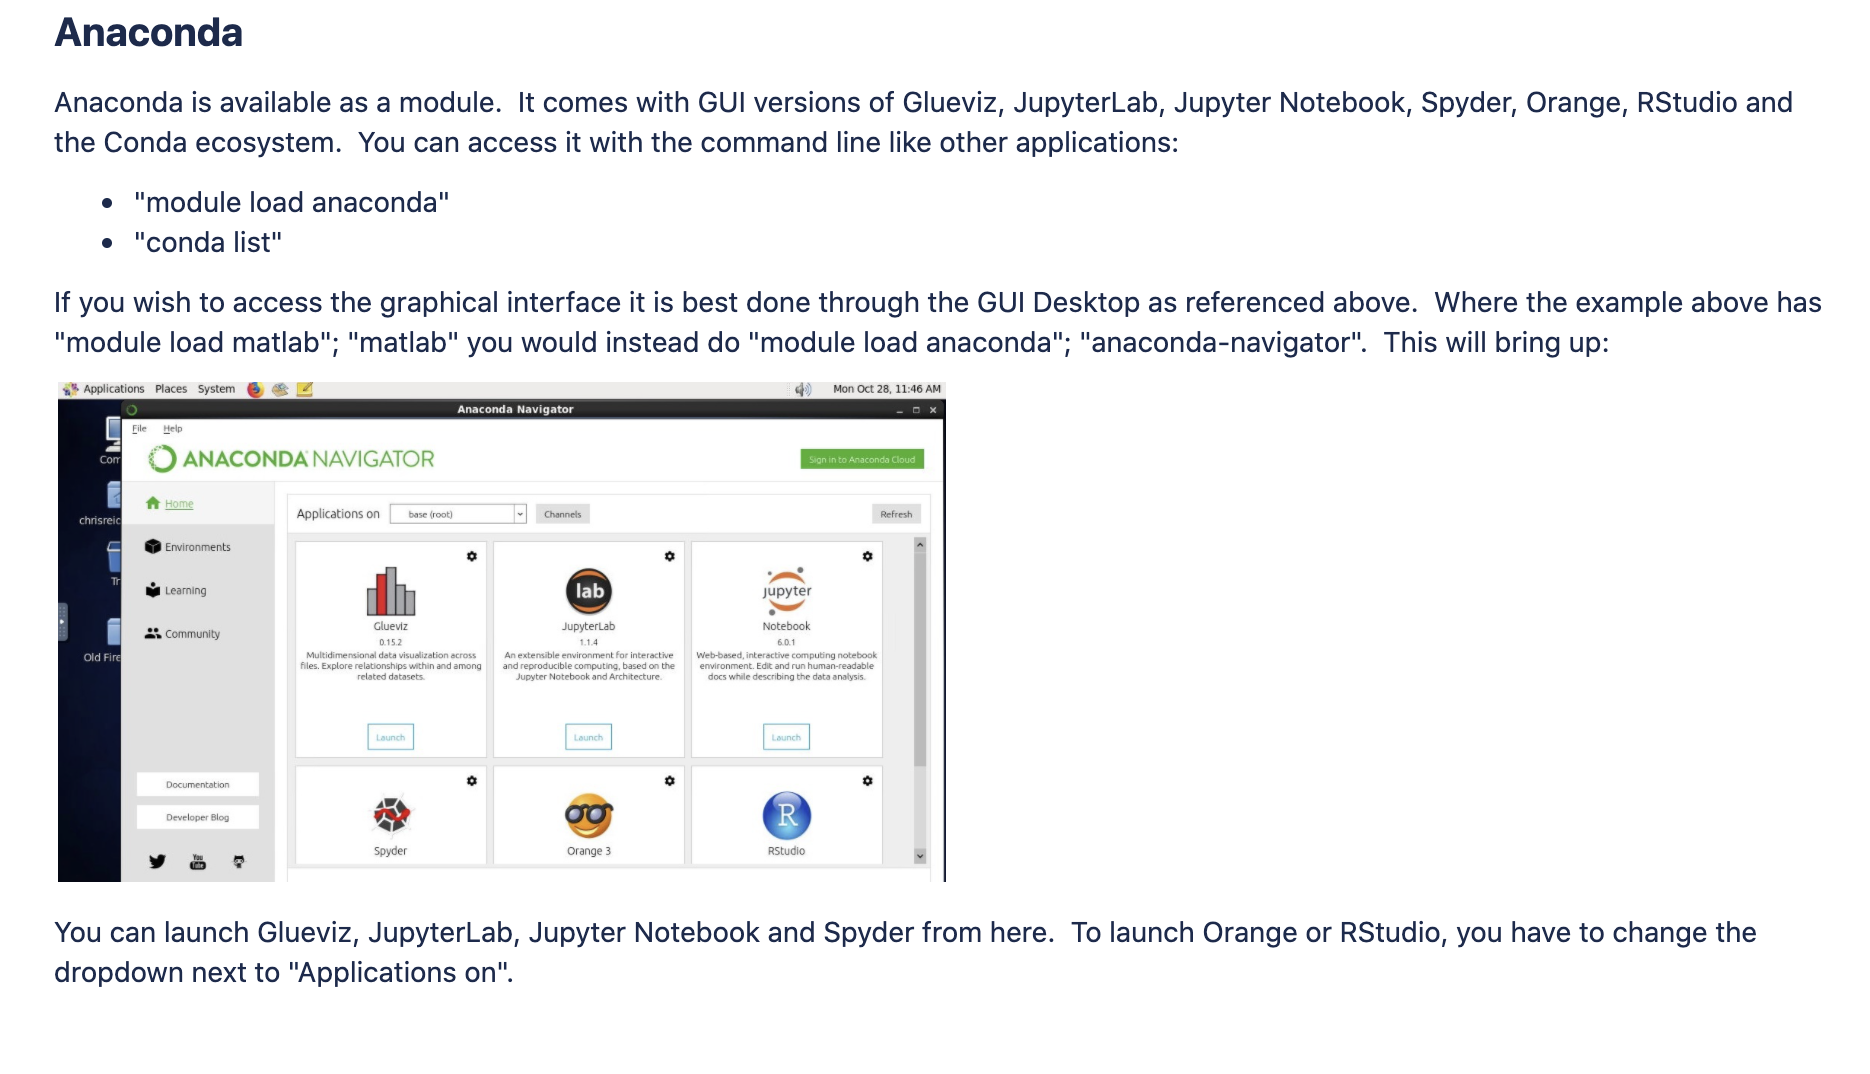 Anaconda
Anaconda is available as a module.  It comes with GUI versions of Glueviz, JupyterLab, Jupyter Notebook, Spyder, Orange, RStudio and
the Conda ecosystem.  You can access it with the command line like other applications:
• "module load anaconda"
• "conda list"
If you wish to access the graphical interface it is best done through the GUI Desktop as referenced above.  Where the example above has
"module load matlab"; "matlab" you would instead do "module load anaconda"; "anaconda-navigator".  This will bring up:
Applications Places System Mon Oct 28, 11:46 AM
Anaconda Navigator
File Help
ANACONDA NAVIGATOR
Sign in to Anaconda Cloud
Com
chrisreic
Tr
Old Fire
Home
Environments
Learning
Community
Documentation
Developer Blog
You Tube
Applications on base (root) Channels Refresh
Glueviz
0.15.2
Multidimensional data visualization across
files. Explore relationships within and among
related datasets.
Launch
lab
JupyterLab
1.1.4
An extensible environment for interactive
and reproducible computing, based on the
Jupyter Notebook and Architecture.
Launch
jupyter
Notebook
6.0.1
Web-based, interactive computing notebook
environment. Edit and run human-readable
docs while describing the data analysis.
Launch
Spyder
Orange 3
R
RStudio
You can launch Glueviz, JupyterLab, Jupyter Notebook and Spyder from here.  To launch Orange or RStudio, you have to change the
dropdown next to "Applications on".